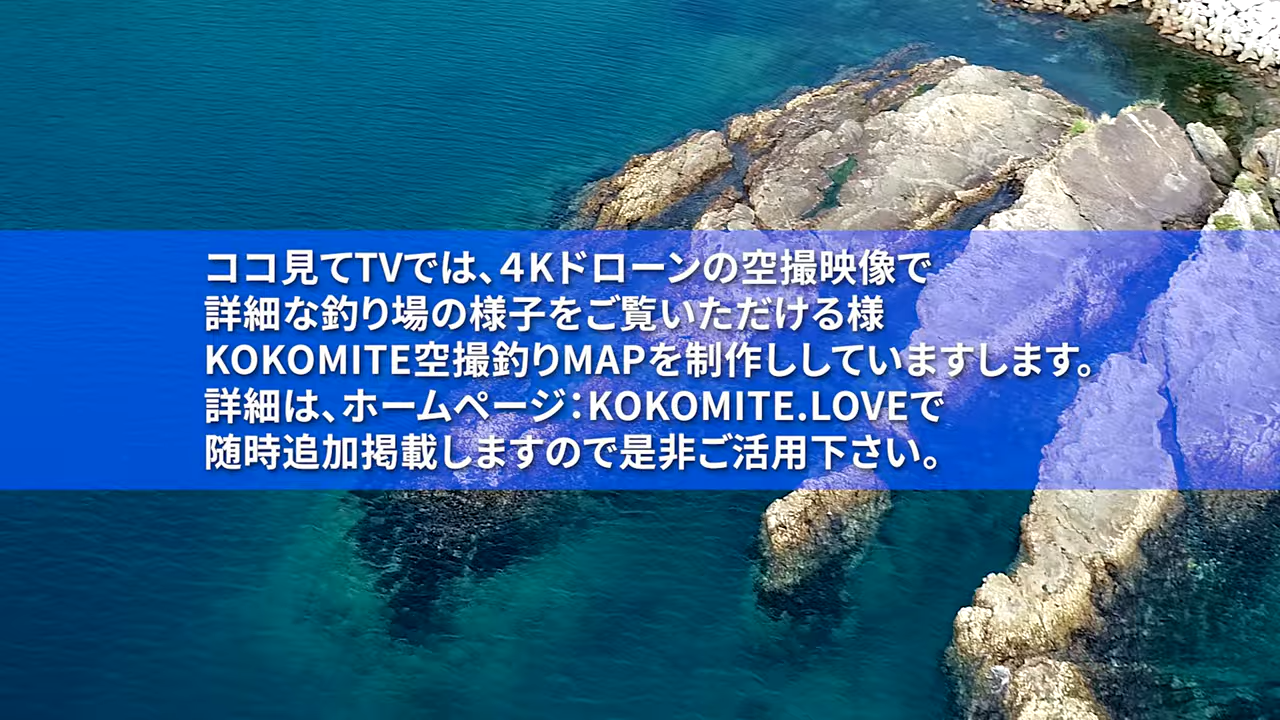 ココ見てTVでは、4Kドローンの空撮映像で
詳細な釣り場の様子をご覧いただける様
KOKOMITE空撮釣りMAPを制作ししていますします。
詳細は、ホームページ：KOKOMITE.LOVEで
随時追加掲載しますので是非ご活用下さい。